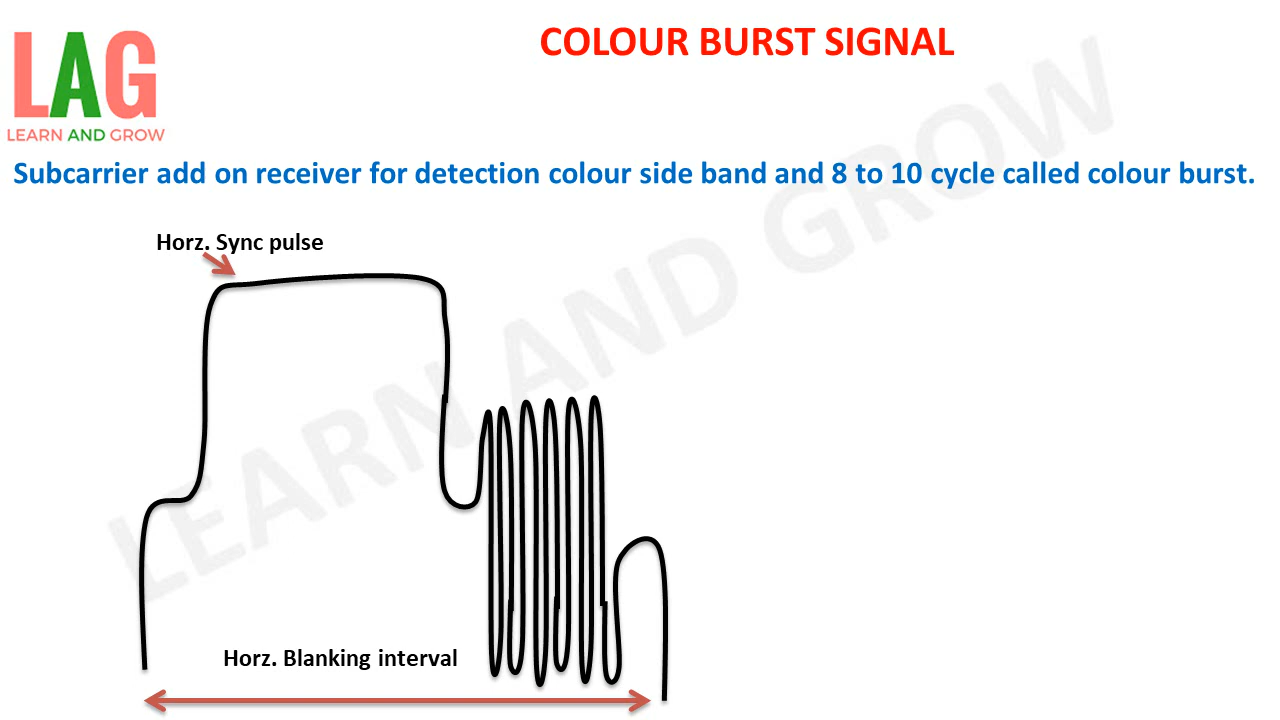 LAG
LEARN AND GROW
COLOUR BURST SIGNAL
Subcarrier add on receiver for detection colour side band and 8 to 10 cycle called colour burst.
Horz. Sync pulse
LEARN AND GROW
Horz. Blanking interval